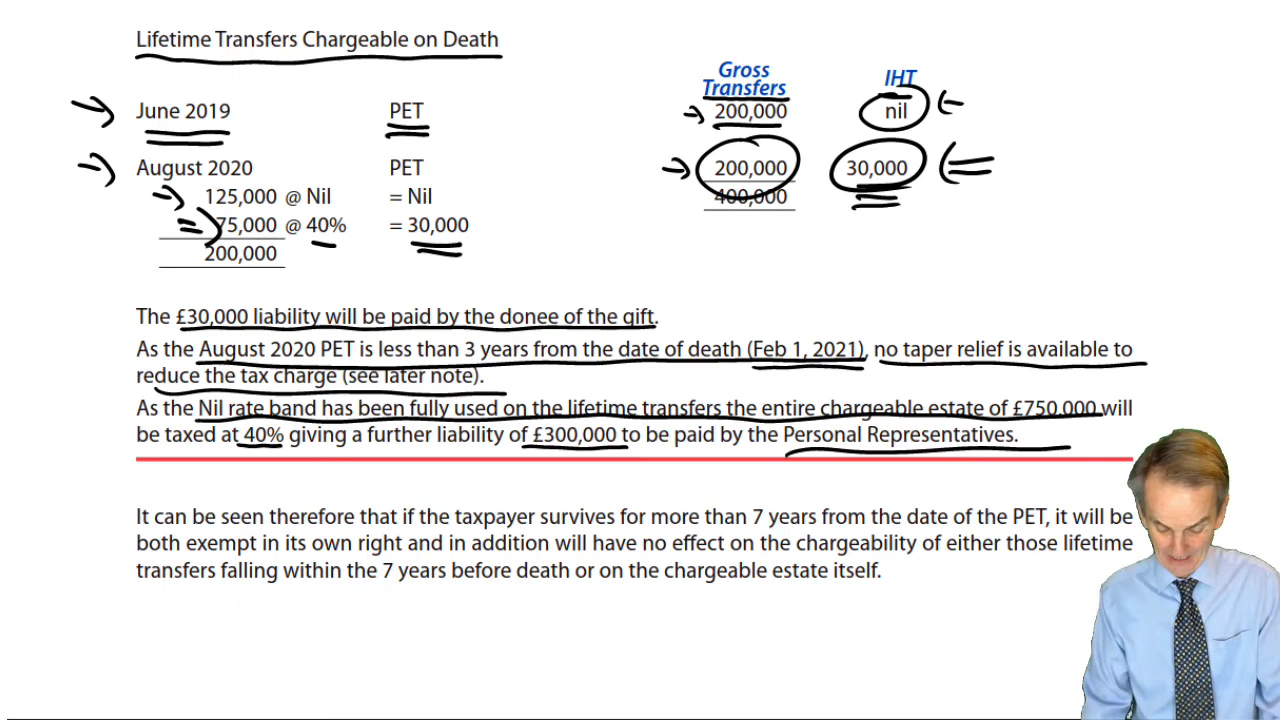 Lifetime Transfers Chargeable on Death
Gross
Transfers
IHT
June 2019 PET 200,000 nil
August 2020 PET 200,000 30,000
125,000 @ Nil = Nil 400,000
75,000 @ 40% = 30,000
200,000
The £30,000 liability will be paid by the donee of the gift.
As the August 2020 PET is less than 3 years from the date of death (Feb 1, 2021), no taper relief is available to
reduce the tax charge (see later note).
As the Nil rate band has been fully used on the lifetime transfers the entire chargeable estate of £750,000 will
be taxed at 40% giving a further liability of £300,000 to be paid by the Personal Representatives.
It can be seen therefore that if the taxpayer survives for more than 7 years from the date of the PET, it will be
both exempt in its own right and in addition will have no effect on the chargeability of either those lifetime
transfers falling within the 7 years before death or on the chargeable estate itself.